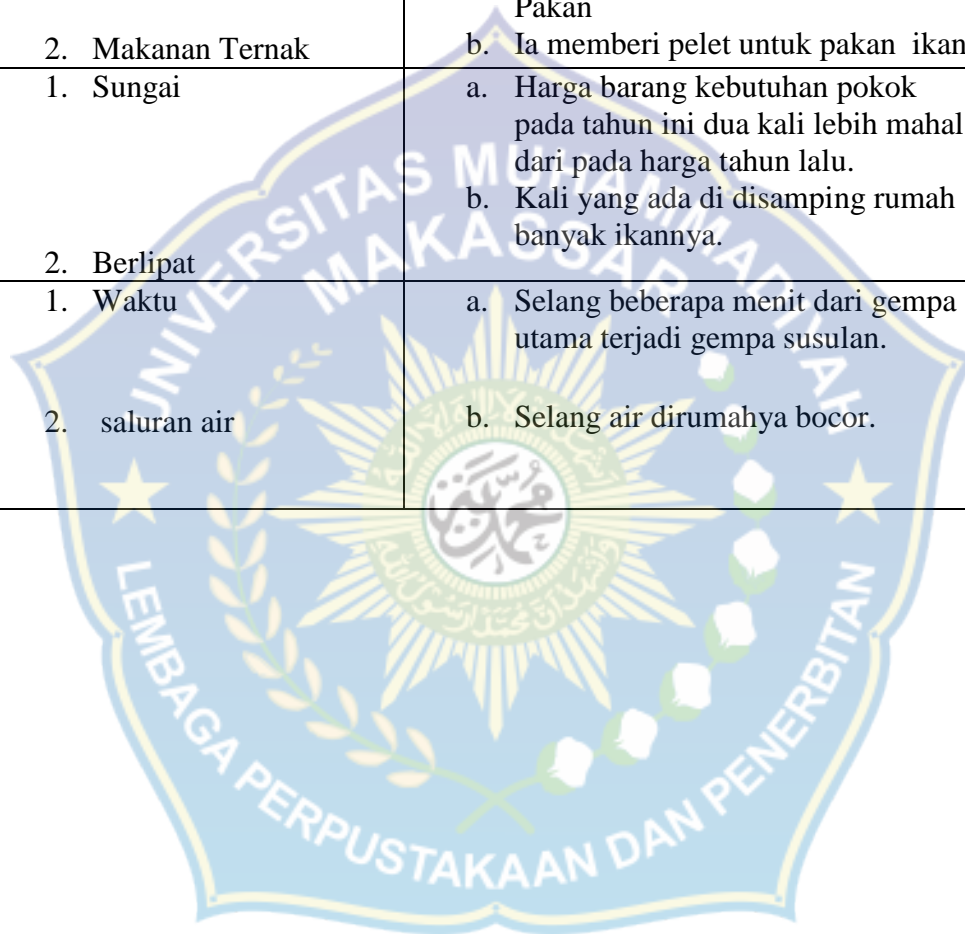 Pakan
2. Makanan Ternak
b. Ia memberi pelet untuk pakan ikan
1. Sungai
2. Berlipat
a. Harga barang kebutuhan pokok
pada tahun ini dua kali lebih mahal
dari pada harga tahun lalu.
b. Kali yang ada di disamping rumah
banyak ikannya.
1. Waktu
2. saluran air
a. Selang beberapa menit dari gempa
utama terjadi gempa susulan.
b. Selang air dirumahya bocor.
UNIVERSITAS MUHAMMADIYAH
MAKASSAR
LEMBAGA PERPUSTAKAAN DAN PENERBITAN